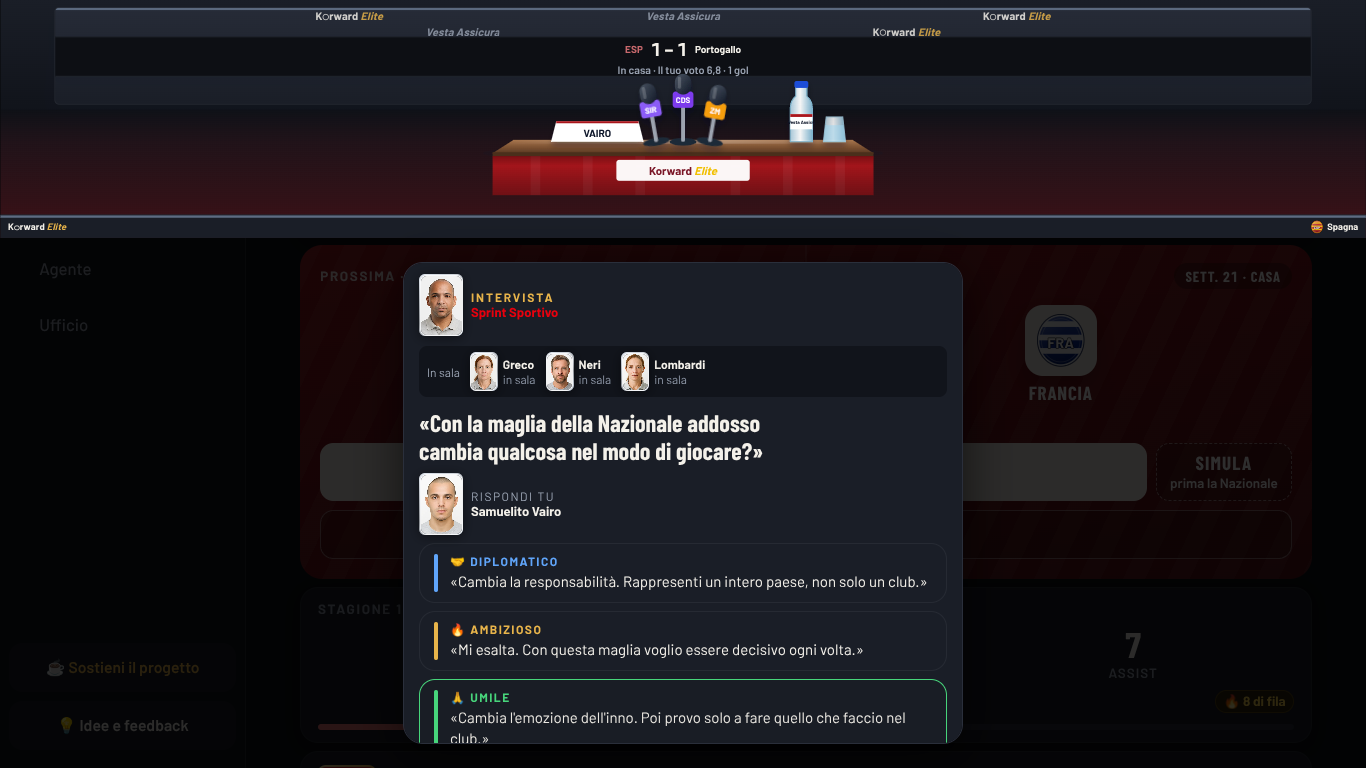 Korward Elite
Vesta Assicura
Korward Elite
Vesta Assicura
Korward Elite
ESP 1 – 1 Portogallo
In casa · Il tuo voto 6,8 · 1 gol
SIR
CDS
ZM
VAIRO
Korward Elite
Korward Elite
Spagna
Agente
Ufficio
PROSSIMA
SETT. 21 · CASA
FRA
FRANCIA
SIMULA
prima la Nazionale
STAGIONE 1
7
ASSIST
🔥 8 di fila
☕ Sostieni il progetto
💡 Idee e feedback
INTERVISTA
Sprint Sportivo
In sala
Greco
in sala
Neri
in sala
Lombardi
in sala
«Con la maglia della Nazionale addosso
cambia qualcosa nel modo di giocare?»
RISPONDI TU
Samuelito Vairo
🤝 DIPLOMATICO
«Cambia la responsabilità. Rappresenti un intero paese, non solo un club.»
🔥 AMBIZIOSO
«Mi esalta. Con questa maglia voglio essere decisivo ogni volta.»
🙏 UMILE
«Cambia l'emozione dell'inno. Poi provo solo a fare quello che faccio nel
club.»